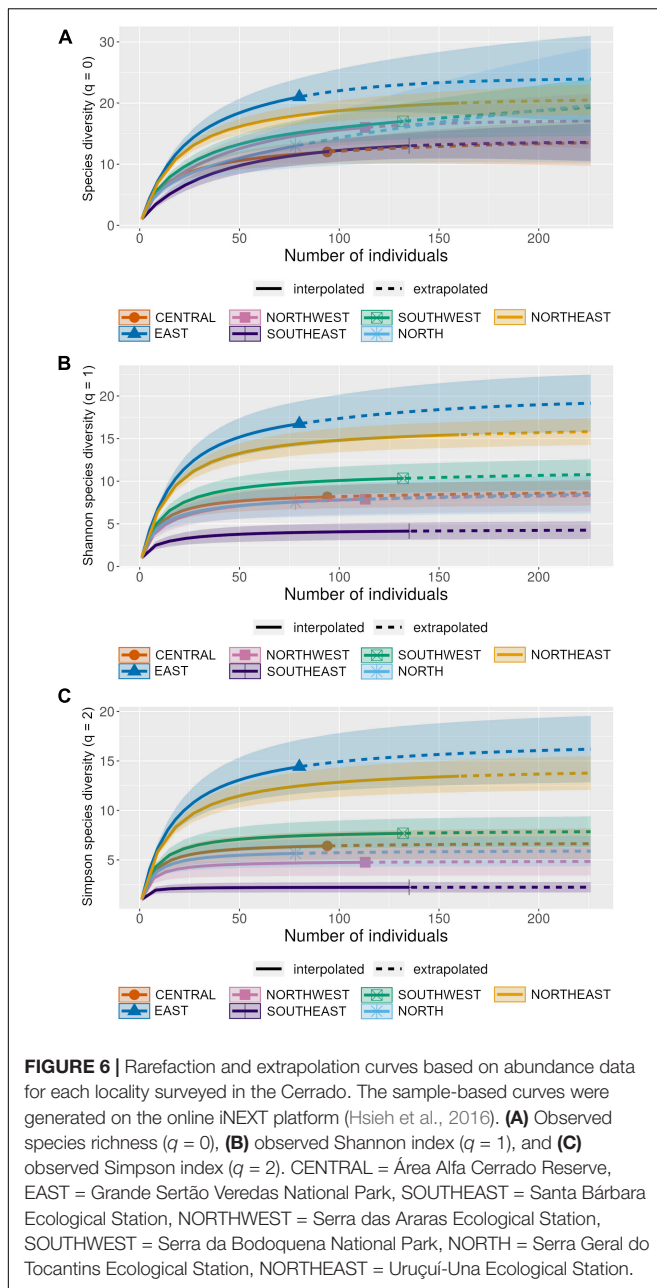 A
Species diversity (q = 0)
30
20
10
0
0 50 100 150 200
Number of individuals
interpolated extrapolated
CENTRAL NORTHWEST SOUTHWEST NORTHEAST
EAST SOUTHEAST NORTH
B
Shannon species diversity (q = 1)
20
15
10
5
0
0 50 100 150 200
Number of individuals
interpolated extrapolated
CENTRAL NORTHWEST SOUTHWEST NORTHEAST
EAST SOUTHEAST NORTH
C
Simpson species diversity (q = 2)
20
15
10
5
0 50 100 150 200
Number of individuals
interpolated extrapolated
CENTRAL NORTHWEST SOUTHWEST NORTHEAST
EAST SOUTHEAST NORTH
FIGURE 6 | Rarefaction and extrapolation curves based on abundance data
for each locality surveyed in the Cerrado. The sample-based curves were
generated on the online iNEXT platform (Hsieh et al., 2016). (A) Observed
species richness (q = 0), (B) observed Shannon index (q = 1), and (C)
observed Simpson index (q = 2). CENTRAL = Área Alfa Cerrado Reserve,
EAST = Grande Sertão Veredas National Park, SOUTHEAST = Santa Bárbara
Ecological Station, NORTHWEST = Serra das Araras Ecological Station,
SOUTHWEST = Serra da Bodoquena National Park, NORTH = Serra Geral do
Tocantins Ecological Station, NORTHEAST = Uruçuí-Una Ecological Station.